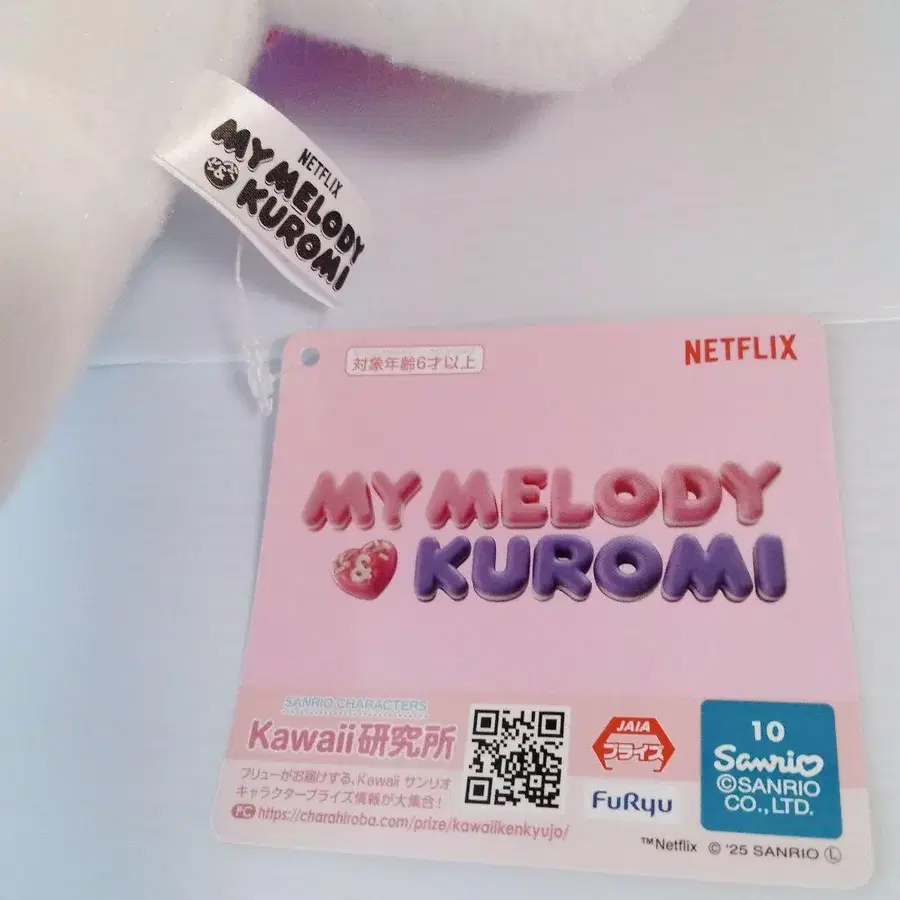 NETFLIX
MY MELODY
& KUROMI
対象年齢6才以上
NETFLIX
MY MELODY
& KUROMI
SANRIO CHARACTERS
Kawaii研究所
フリューがお届けする、Kawaii サンリオ
キャラクタープライズ情報が大集合!
PC https://charahiroba.com/prize/kawaiikenkyujo/
JAIA
プライズ
FuRyu
10
Sanrio
©SANRIO
CO.,LTD.
™Netflix © '25 SANRIO Ⓛ